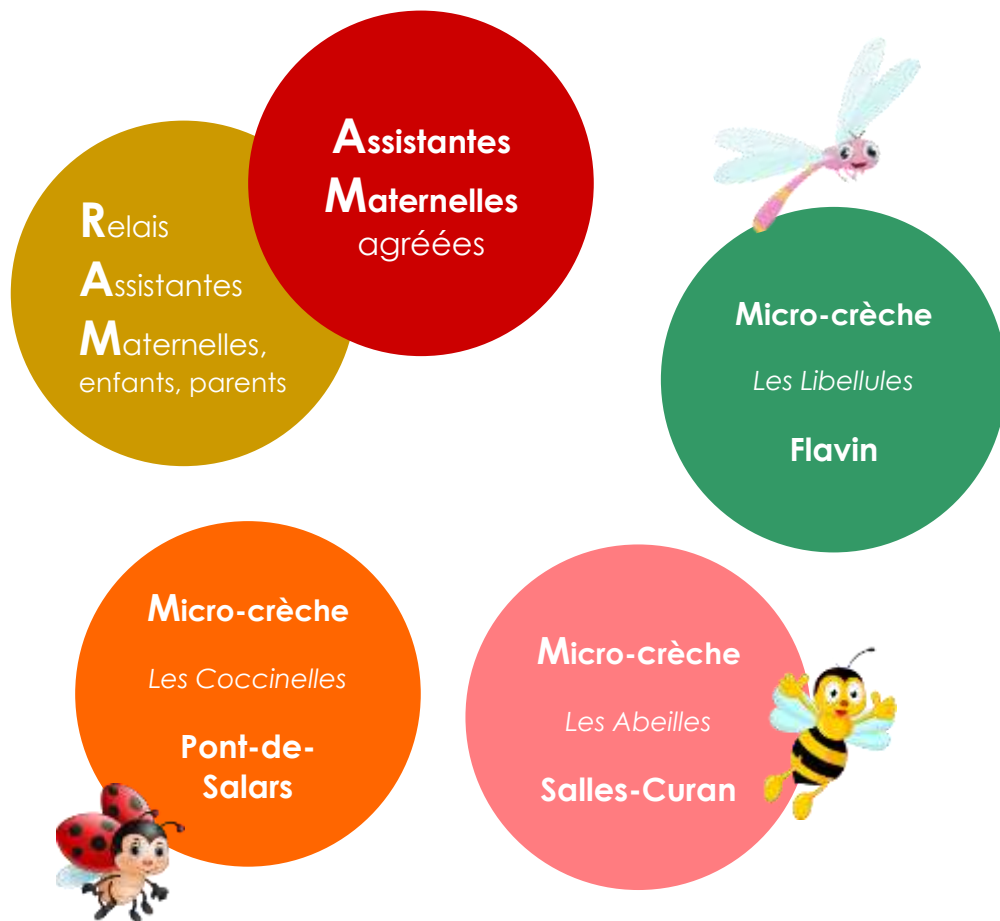 Assistantes
Maternelles
agréées
Relais
Assistantes
Maternelles,
enfants, parents
Micro-crèche
Les Libellules
Flavin
Micro-crèche
Les Coccinelles
Pont-de-
Salars
Micro-crèche
Les Abeilles
Salles-Curan